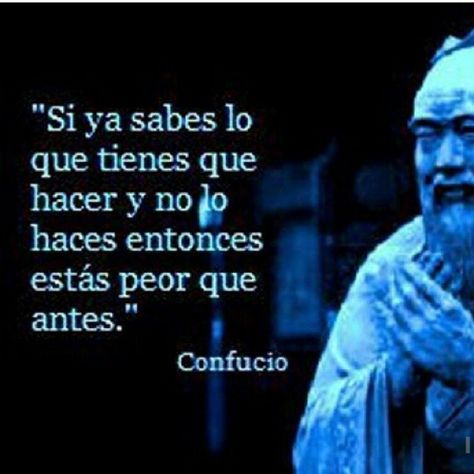 "Si ya sabes lo
que tienes que
hacer y no lo
haces entonces
estás peor que
antes."
Confucio